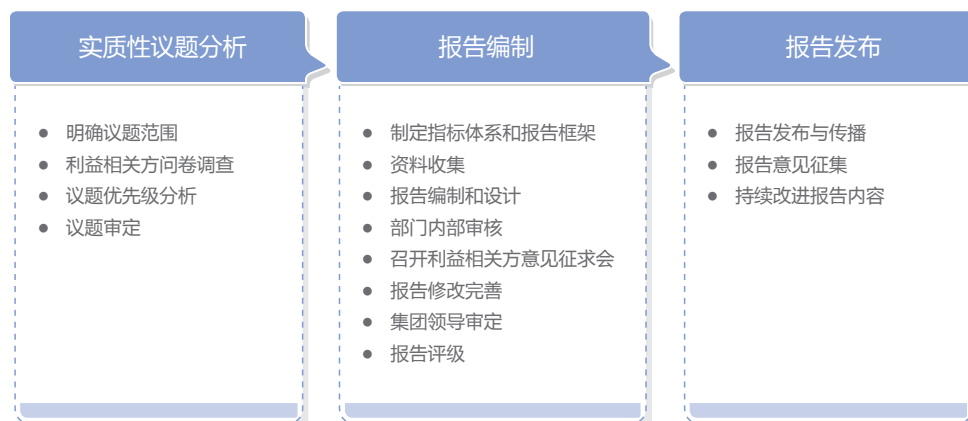 实质性议题分析
明确议题范围
利益相关方问卷调查
议题优先级分析
议题审定
报告编制
制定指标体系和报告框架
资料收集
报告编制和设计
部门内部审核
召开利益相关方意见征求会
报告修改完善
集团领导审定
报告评级
报告发布
报告发布与传播
报告意见征集
持续改进报告内容